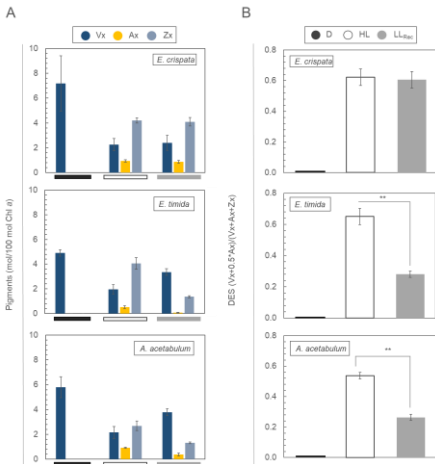 A
Vx Ax Zx
Pigments (mol/100 mol Chl a)
E. crispata
10
8
6
4
2
0
E. timida
10
8
6
4
2
0
A. acetabulum
10
8
6
4
2
0
B
D HL LLRec
DES (Vx+0.5*Ax)/(Vx+Ax+Zx)
E. crispata
0.8
0.6
0.4
0.2
0.0
E. timida
0.8
**
0.6
0.4
0.2
0.0
A. acetabulum
0.8
**
0.6
0.4
0.2
0.0